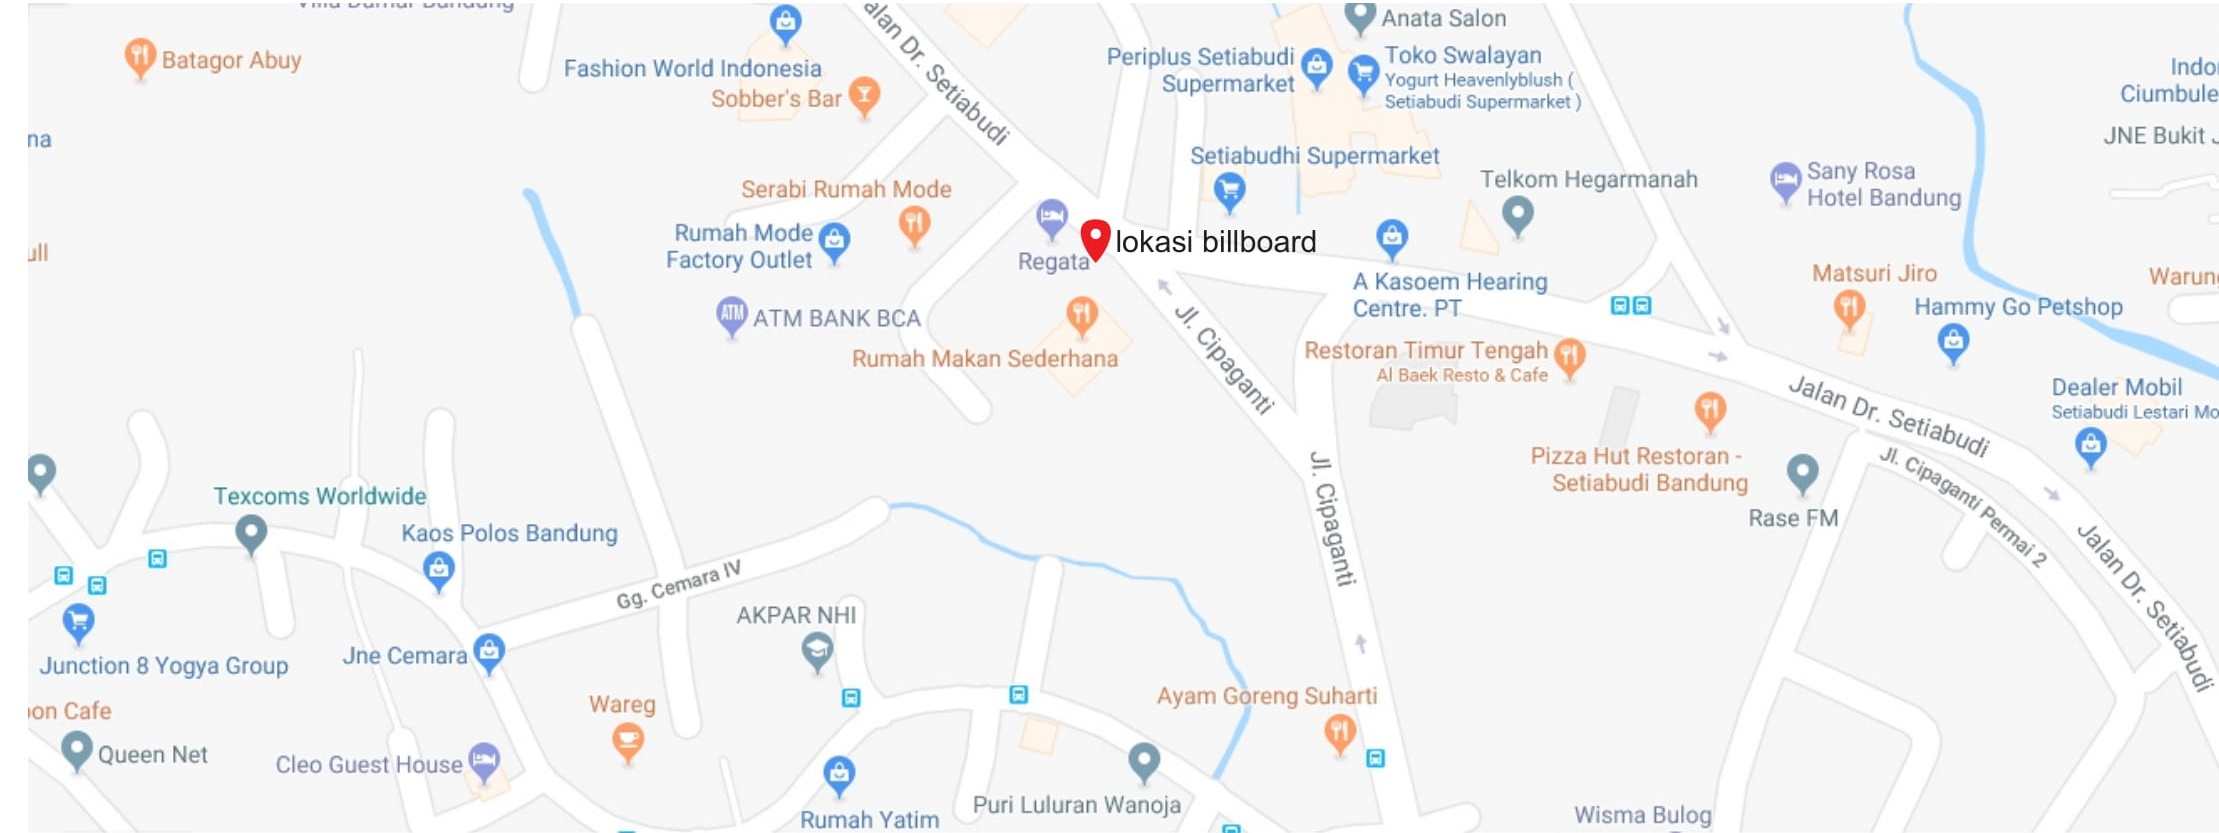 Villa Damar Bandung
Batagor Abuy
Fashion World Indonesia
Sobber's Bar
Jalan Dr. Setiabudi
Anata Salon
Periplus Setiabudi
Supermarket
Toko Swalayan
Yogurt Heavenlyblush (
Setiabudi Supermarket )
Ciumbule
JNE Bukit J
na
Setiabudhi Supermarket
Telkom Hegarmanah
Sany Rosa
Hotel Bandung
Serabi Rumah Mode
Rumah Mode
Factory Outlet
Regata
lokasi billboard
A Kasoem Hearing
Centre. PT
Matsuri Jiro
Warung
Hammy Go Petshop
ATM
ATM BANK BCA
Rumah Makan Sederhana
Jl. Cipaganti
Restoran Timur Tengah
Al Baek Resto & Cafe
Jalan Dr. Setiabudi
Dealer Mobil
Setiabudi Lestari Mo
Pizza Hut Restoran -
Setiabudi Bandung
Rase FM
Jl. Cipaganti Permai 2
Jalan Dr. Setiabudi
Jl. Cipaganti
Texcoms Worldwide
Kaos Polos Bandung
Gg. Cemara IV
AKPAR NHI
Junction 8 Yogya Group
Jne Cemara
Wareg
Ayam Goreng Suharti
on Cafe
Queen Net
Cleo Guest House
Puri Luluran Wanoja
Rumah Yatim
Wisma Bulog